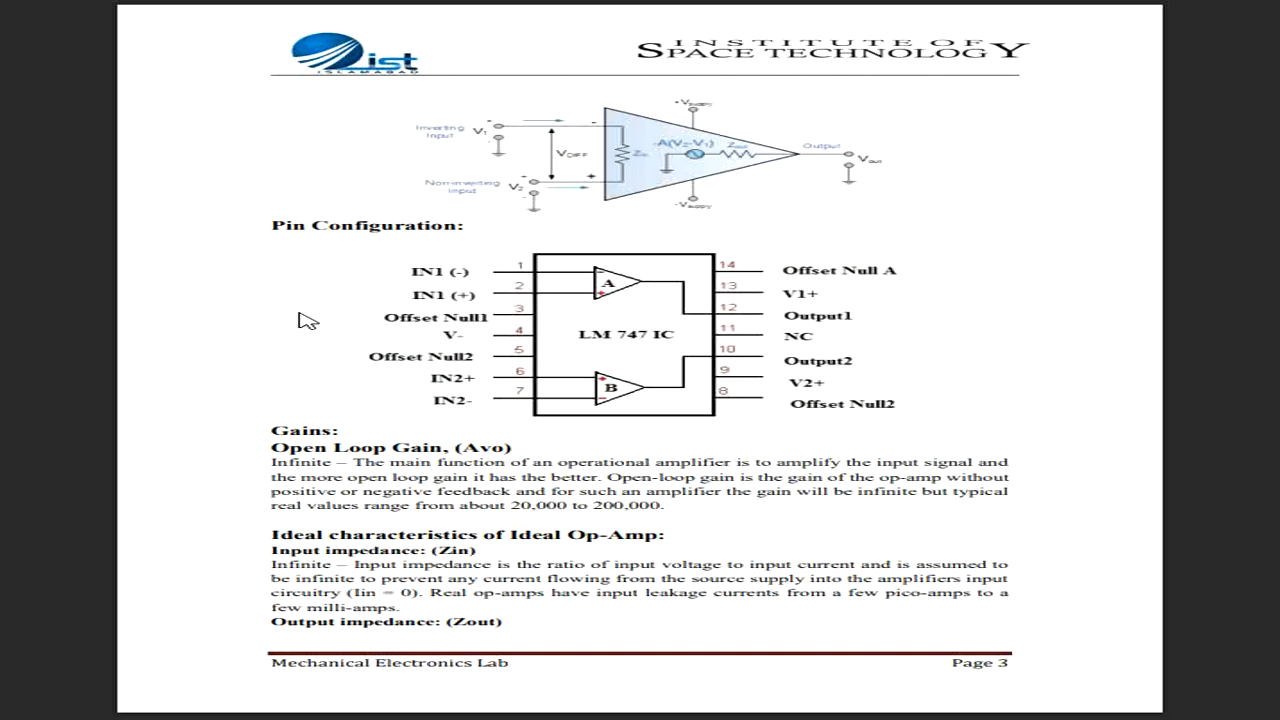 ist
ISLAMABAD
INSTITUTE OF
SPACE TECHNOLOGY
+Vsupply
Inverting
Input
V1
-
VDIFF
Zin
-A(V2-V1)
Zout
Output
Vout
Non-inverting
Input
V2
+
-Vsupply
Pin Configuration:
IN1 (-) 1 14 Offset Null A
IN1 (+) 2 A 13 V1+
Offset Null1 3 12 Output1
V- 4 LM 747 IC 11 NC
Offset Null2 5 10 Output2
IN2+ 6 B 9 V2+
IN2- 7 8 Offset Null2
Gains:
Open Loop Gain, (Avo)
Infinite – The main function of an operational amplifier is to amplify the input signal and
the more open loop gain it has the better. Open-loop gain is the gain of the op-amp without
positive or negative feedback and for such an amplifier the gain will be infinite but typical
real values range from about 20,000 to 200,000.
Ideal characteristics of Ideal Op-Amp:
Input impedance: (Zin)
Infinite – Input impedance is the ratio of input voltage to input current and is assumed to
be infinite to prevent any current flowing from the source supply into the amplifiers input
circuitry (Iin = 0). Real op-amps have input leakage currents from a few pico-amps to a
few milli-amps.
Output impedance: (Zout)
Mechanical Electronics Lab Page 3